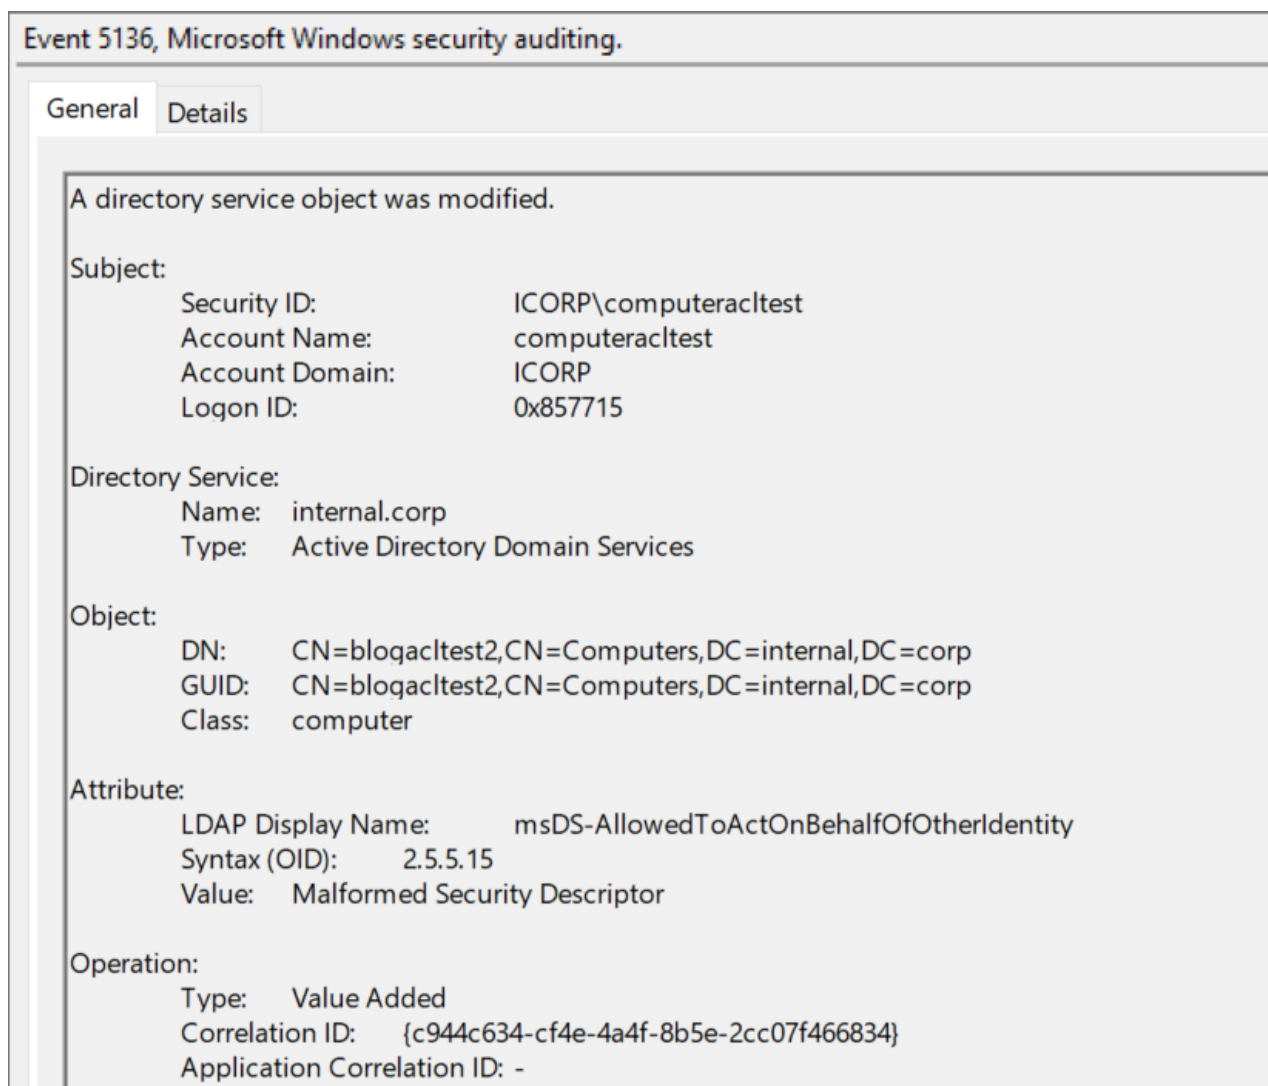 Event 5136, Microsoft Windows security auditing.
General Details
A directory service object was modified.
Subject:
Security ID: ICORP\computeracltest
Account Name: computeracltest
Account Domain: ICORP
Logon ID: 0x857715
Directory Service:
Name: internal.corp
Type: Active Directory Domain Services
Object:
DN: CN=blogacltest2,CN=Computers,DC=internal,DC=corp
GUID: CN=blogacltest2,CN=Computers,DC=internal,DC=corp
Class: computer
Attribute:
LDAP Display Name: msDS-AllowedToActOnBehalfOfOtherIdentity
Syntax (OID): 2.5.5.15
Value: Malformed Security Descriptor
Operation:
Type: Value Added
Correlation ID: {c944c634-cf4e-4a4f-8b5e-2cc07f466834}
Application Correlation ID: -